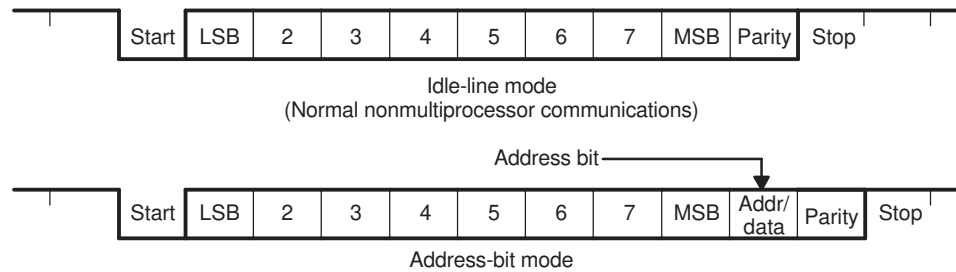 Start LSB 2 3 4 5 6 7 MSB Parity Stop
Idle-line mode
(Normal nonmultiprocessor communications)
Address bit
Start LSB 2 3 4 5 6 7 MSB Addr/ data Parity Stop
Address-bit mode